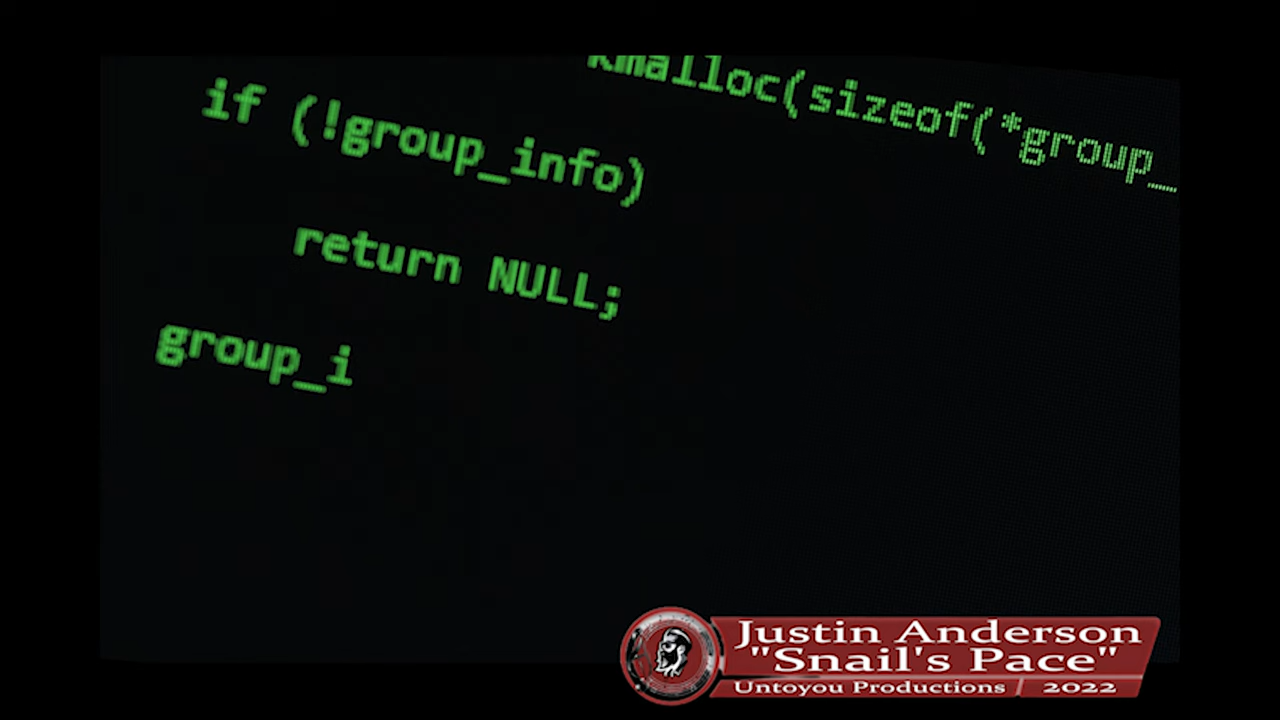 kmalloc(sizeof(*group_
if (!group_info)
return NULL;
group_i
Justin Anderson
"Snail's Pace"
Untoyou Productions | 2022